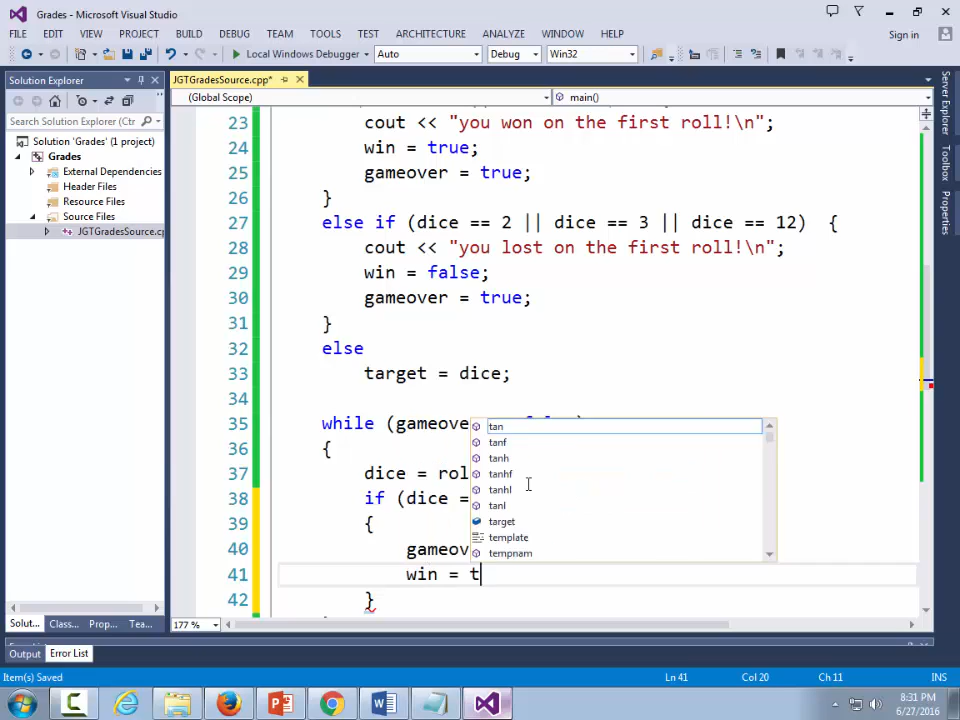 Grades - Microsoft Visual Studio
FILE EDIT VIEW PROJECT BUILD DEBUG TEAM TOOLS TEST ARCHITECTURE ANALYZE WINDOW HELP
Sign in
Local Windows Debugger Auto Debug Win32
Solution Explorer
Search Solution Explorer (Ctr
Solution 'Grades' (1 project)
Grades
External Dependencies
Header Files
Resource Files
Source Files
JGTGradesSource.cp
Solut... Class... Prop... Tea...
JGTGradesSource.cpp*
(Global Scope) main()
23 cout << "you won on the first roll!\n";
24 win = true;
25 gameover = true;
26 }
27 else if (dice == 2 || dice == 3 || dice == 12) {
28 cout << "you lost on the first roll!\n";
29 win = false;
30 gameover = true;
31 }
32 else
33 target = dice;
34
35 while (gameove
36 {
37 dice = rol
38 if (dice =
39 {
40 gameov
41 win = t
42 }
tan
tanf
tanh
tanhf
tanhl
tanl
target
template
tempnam
177 %
Server Explorer
Toolbox
Properties
Output Error List
Item(s) Saved Ln 41 Col 20 Ch 11 INS
8:31 PM
6/27/2016